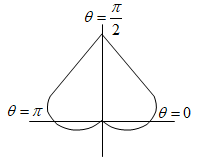 θ = π/2
θ = π
θ = 0